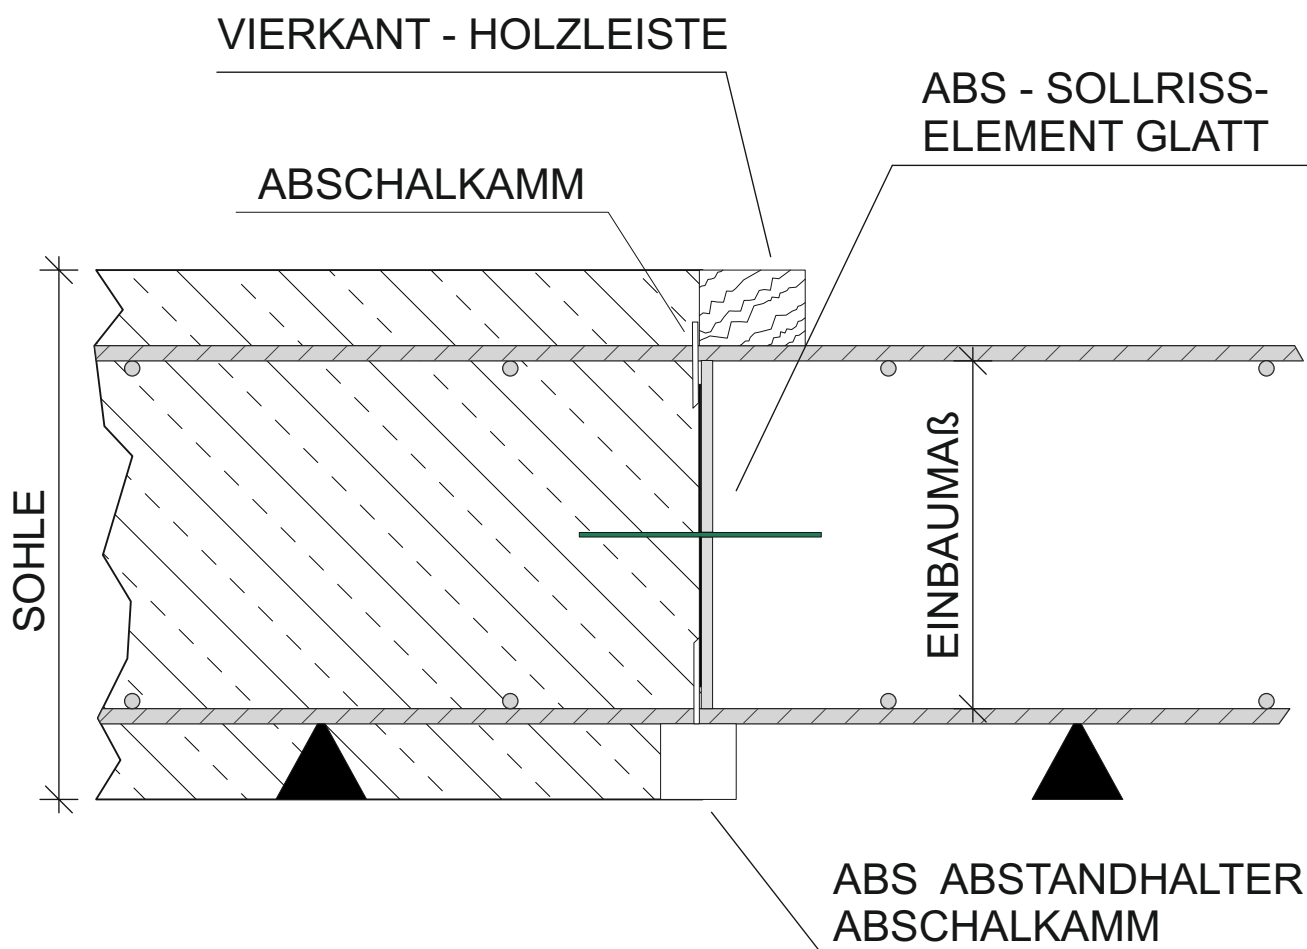 VIERKANT - HOLZLEISTE
ABS - SOLLRISS-
ELEMENT GLATT
ABSCHALKAMM
SOHLE
EINBAUMAß
ABS ABSTANDHALTER
ABSCHALKAMM